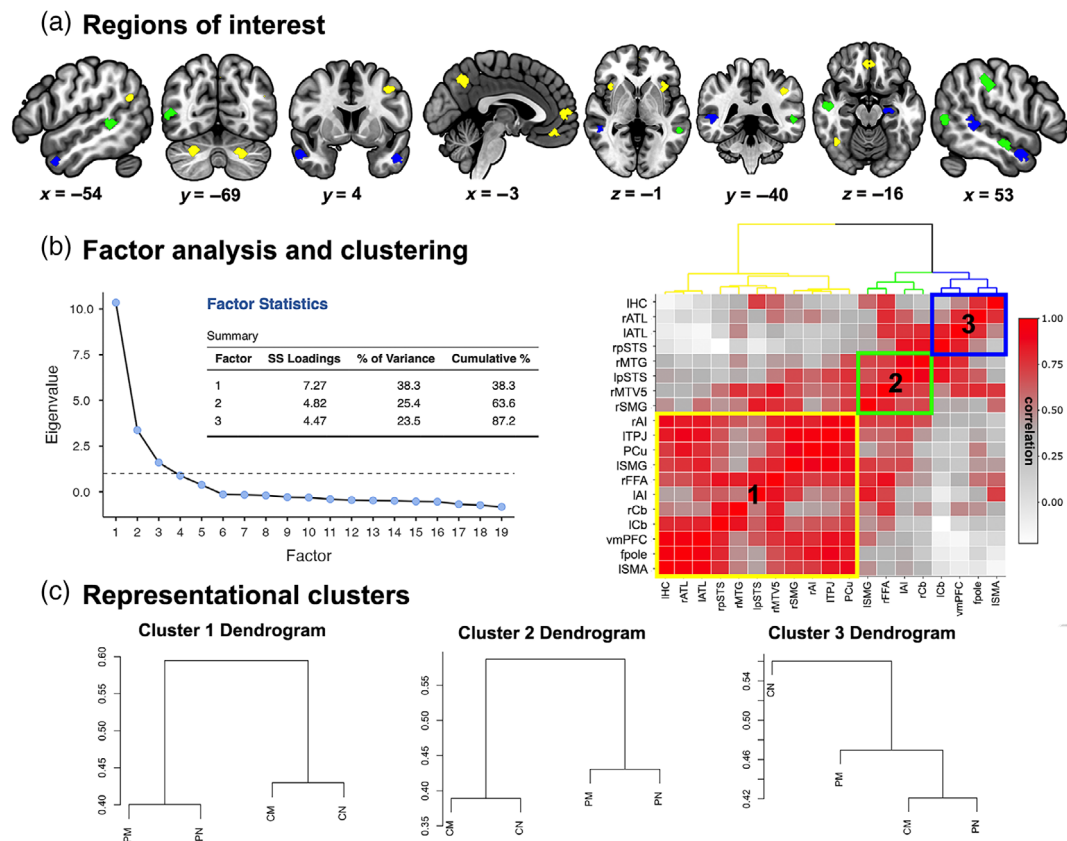 (a) Regions of interest
x = −54 y = −69 y = 4 x = −3 z = −1 y = −40 z = −16 x = 53
(b) Factor analysis and clustering
10.0
7.5
5.0
2.5
0.0
Eigenvalue
1 2 3 4 5 6 7 8 9 10 11 12 13 14 15 16 17 18 19
Factor
Factor Statistics
Summary
Factor SS Loadings % of Variance Cumulative %
1 7.27 38.3 38.3
2 4.82 25.4 63.6
3 4.47 23.5 87.2
lHC
rATL
lATL
rpSTS
rMTG
lpSTS
rMTV5
rSMG
rAI
lTPJ
PCu
lSMG
rFFA
lAI
rCb
lCb
vmPFC
fpole
lSMA
3
2
1
lHC rATL lATL rpSTS rMTG lpSTS rMTV5 rSMG rAI lTPJ PCu lSMG rFFA lAI rCb lCb vmPFC fpole lSMA
1.00
0.75
0.50
0.25
0.00
correlation
(c) Representational clusters
Cluster 1 Dendrogram
0.60
0.55
0.50
0.45
0.40
PM PN CM CN
Cluster 2 Dendrogram
0.55
0.50
0.45
0.40
0.35
CM CN PM PN
Cluster 3 Dendrogram
0.54
0.50
0.46
0.42
CN PM CM PN